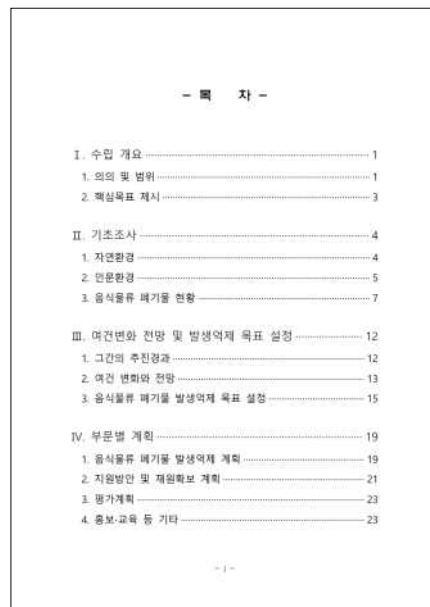 - 목 차 -
Ⅰ. 수립 개요 1
1. 의의 및 범위 1
2. 핵심목표 제시 3
Ⅱ. 기초조사 4
1. 자연환경 4
2. 인문환경 5
3. 음식물류 폐기물 현황 7
Ⅲ. 여건변화 전망 및 발생억제 목표 설정 12
1. 그간의 추진경과 12
2. 여건 변화와 전망 13
3. 음식물류 폐기물 발생억제 목표 설정 15
Ⅳ. 부문별 계획 19
1. 음식물류 폐기물 발생억제 계획 19
2. 지원방안 및 재원확보 계획 21
3. 평가계획 23
4. 홍보·교육 등 기타 23
- i -